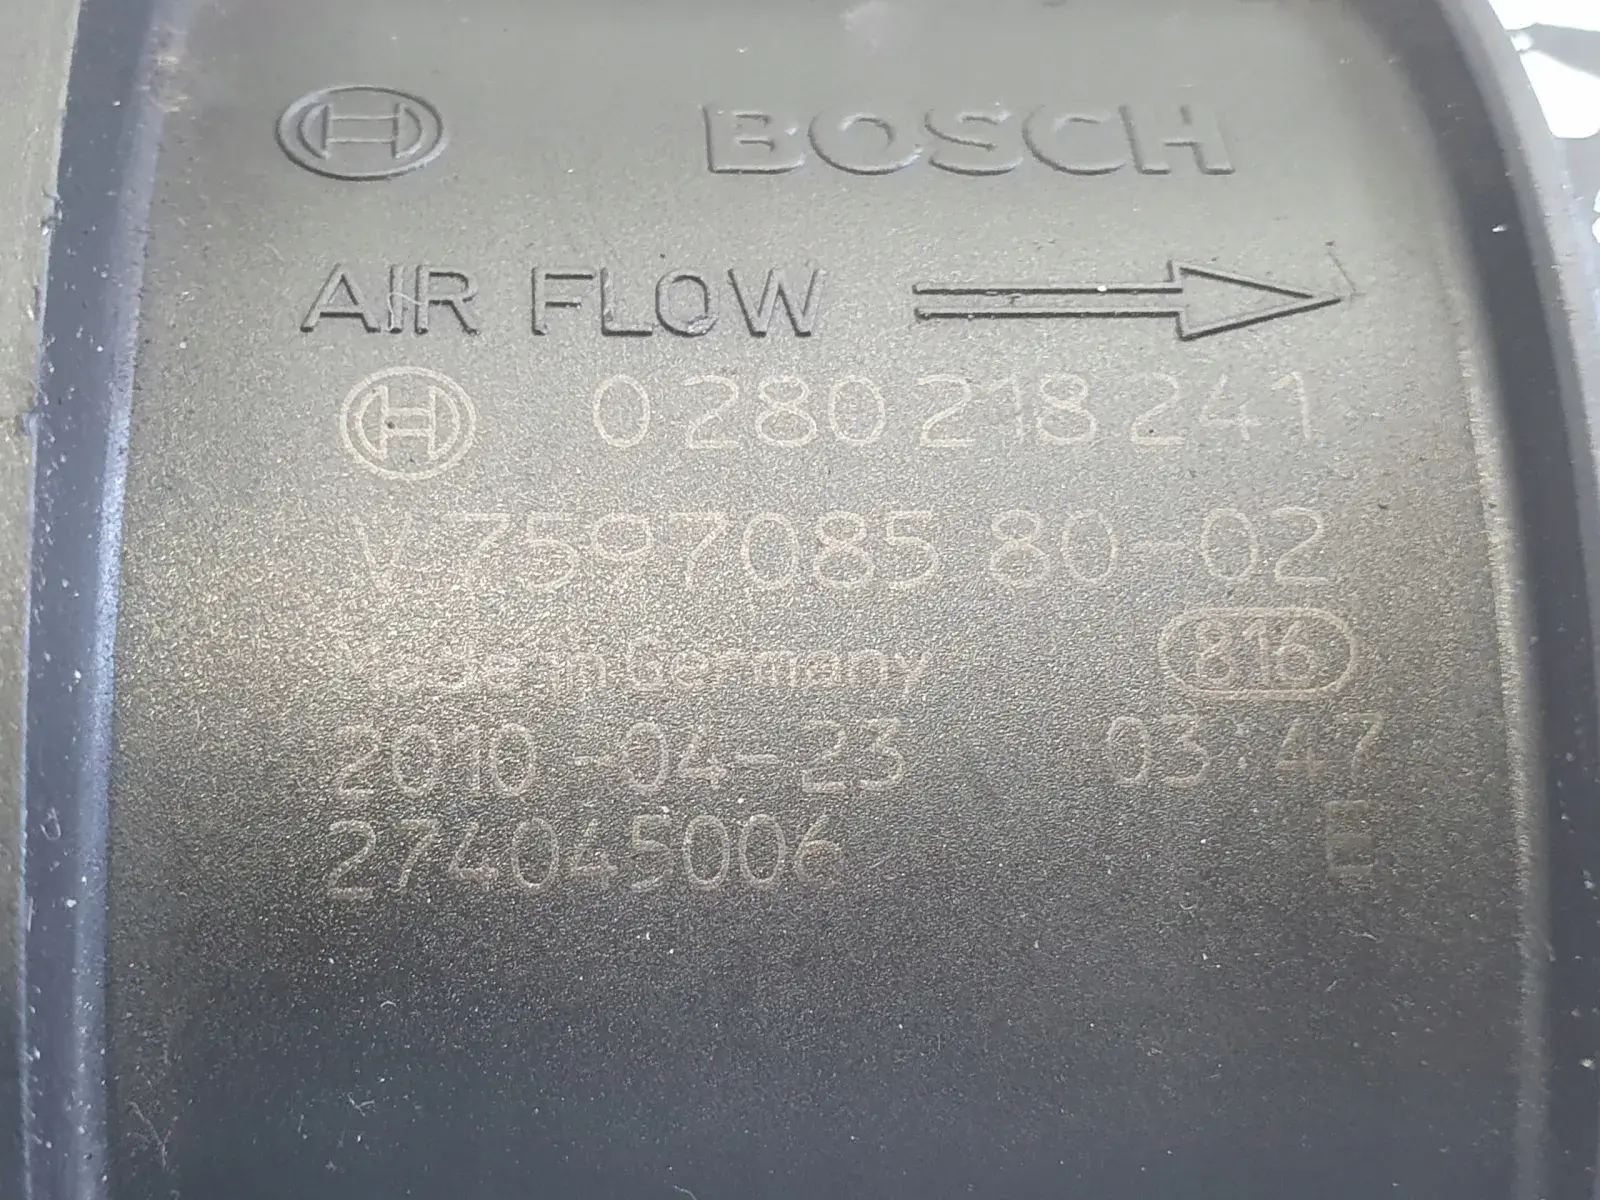 BOSCH
AIR FLOW
0 280 218 241
V 7597085 80-02
Made in Germany 816
2010-04-23 03:47
274045006 E